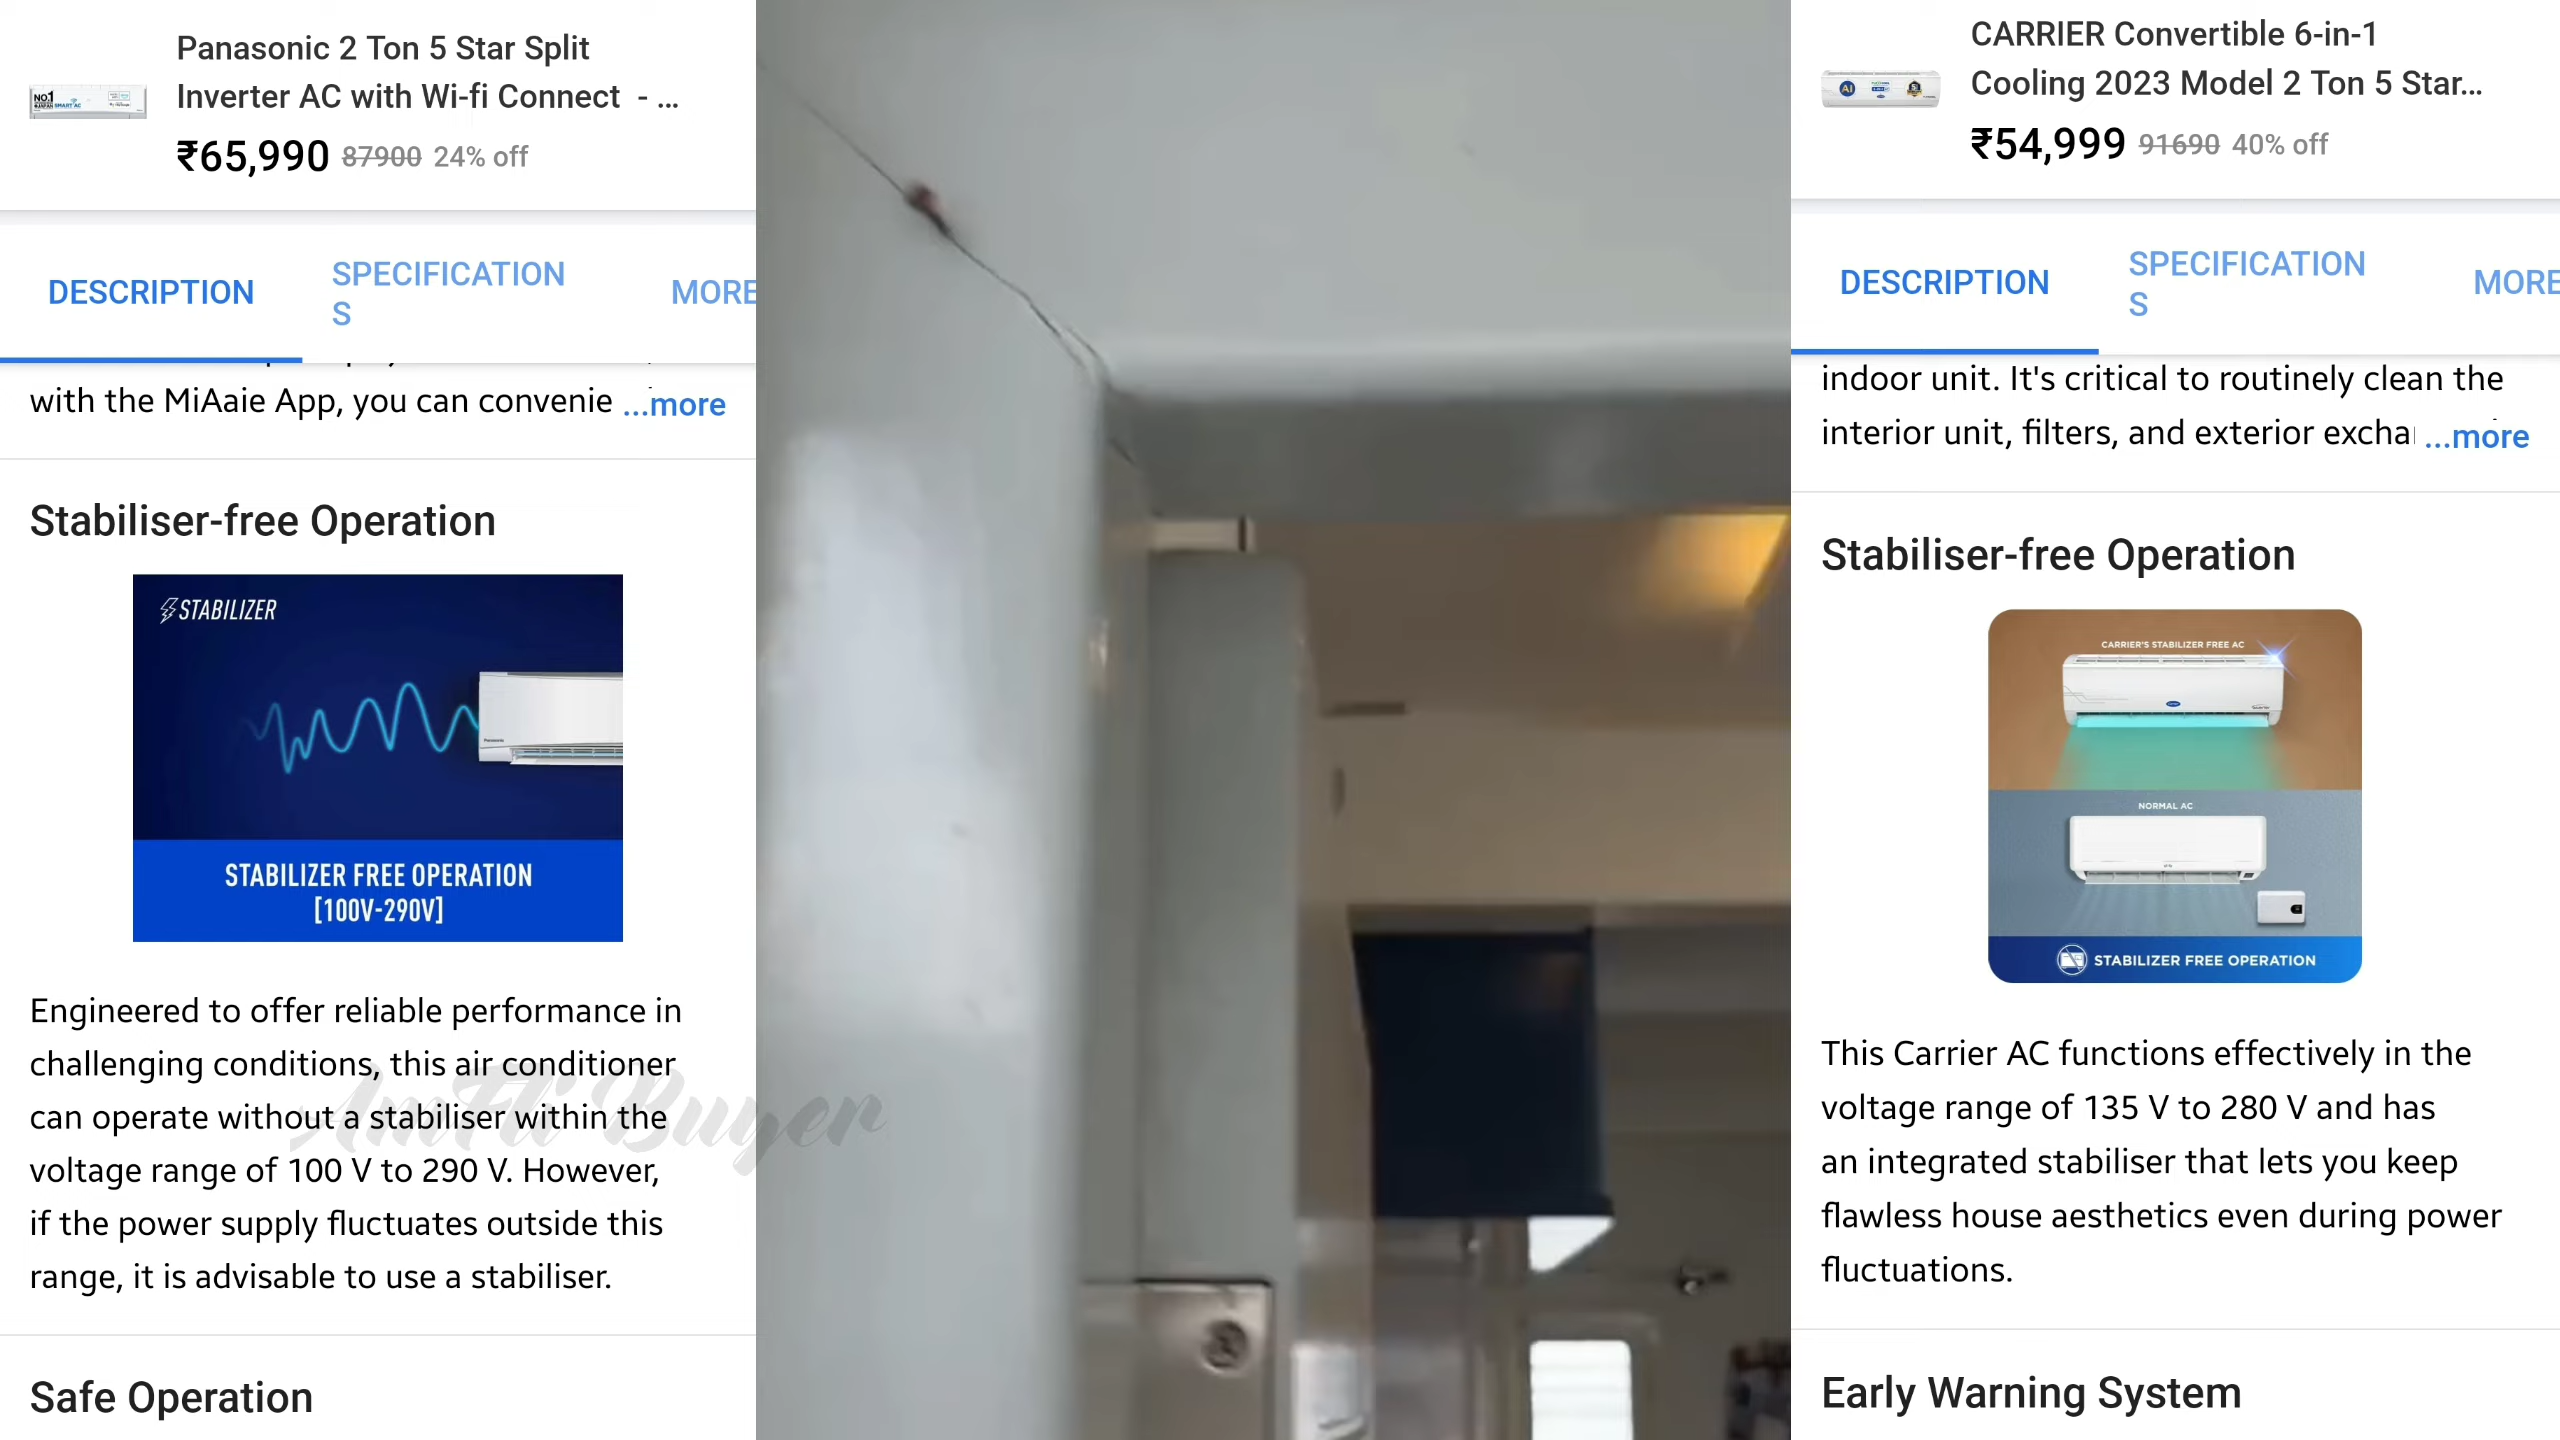 Panasonic 2 Ton 5 Star Split
Inverter AC with Wi-fi Connect - ...
₹65,990 87900 24% off
DESCRIPTION
SPECIFICATION
S
MORE
with the MiAaie App, you can convenie ...more
Stabiliser-free Operation
STABILIZER
STABILIZER FREE OPERATION
[100V-290V]
Engineered to offer reliable performance in
challenging conditions, this air conditioner
can operate without a stabiliser within the
voltage range of 100 V to 290 V. However,
if the power supply fluctuates outside this
range, it is advisable to use a stabiliser.
Safe Operation
AmFli Buyer
CARRIER Convertible 6-in-1
Cooling 2023 Model 2 Ton 5 Star...
₹54,999 91690 40% off
DESCRIPTION
SPECIFICATION
S
MORE
indoor unit. It's critical to routinely clean the
interior unit, filters, and exterior excha ...more
Stabiliser-free Operation
CARRIER'S STABILIZER FREE AC
NORMAL AC
STABILIZER FREE OPERATION
This Carrier AC functions effectively in the
voltage range of 135 V to 280 V and has
an integrated stabiliser that lets you keep
flawless house aesthetics even during power
fluctuations.
Early Warning System